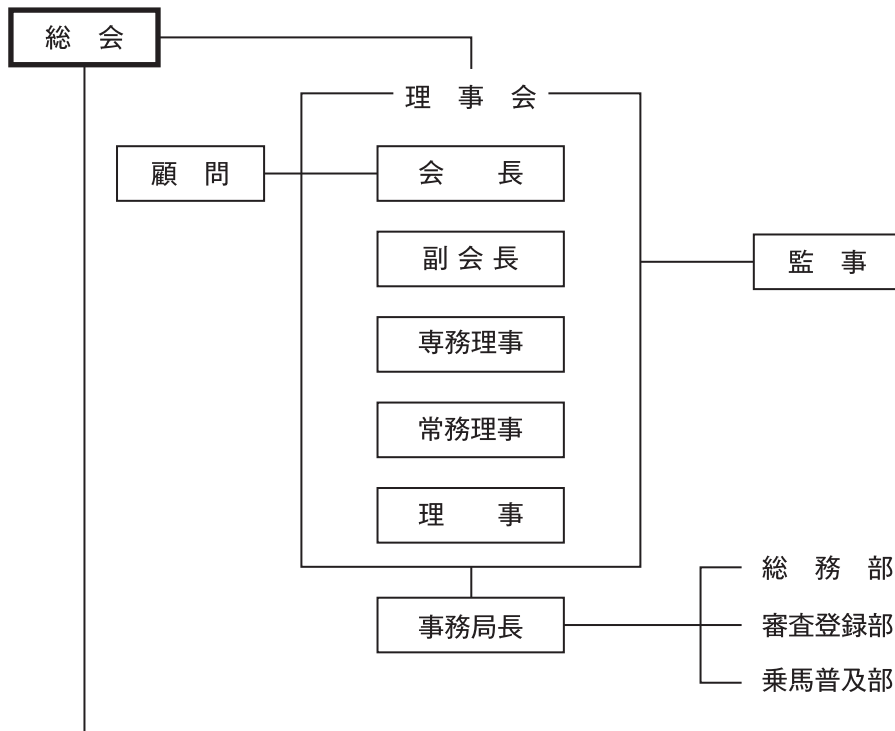 総　会
理　事　会
顧　問
会　　長
副 会 長
監　事
専務理事
常務理事
理　　事
総　務　部
事務局長
審査登録部
乗馬普及部